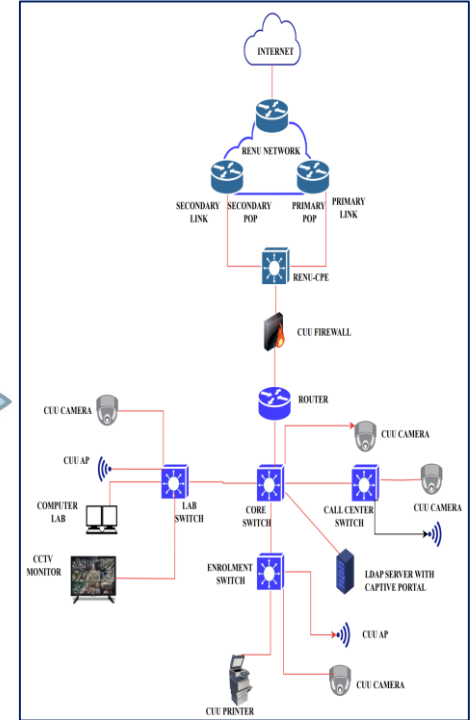 INTERNET
RENU NETWORK
SECONDARY
LINK
SECONDARY
POP
PRIMARY
POP
PRIMARY
LINK
RENU-CPE
CUU FIREWALL
ROUTER
CUU CAMERA
CUU CAMERA
CUU AP
COMPUTER
LAB
LAB
SWITCH
CORE
SWITCH
CALL CENTER
SWITCH
CUU CAMERA
CCTV
MONITOR
ENROLMENT
SWITCH
LDAP SERVER WITH
CAPTIVE PORTAL
CUU AP
CUU CAMERA
CUU PRINTER